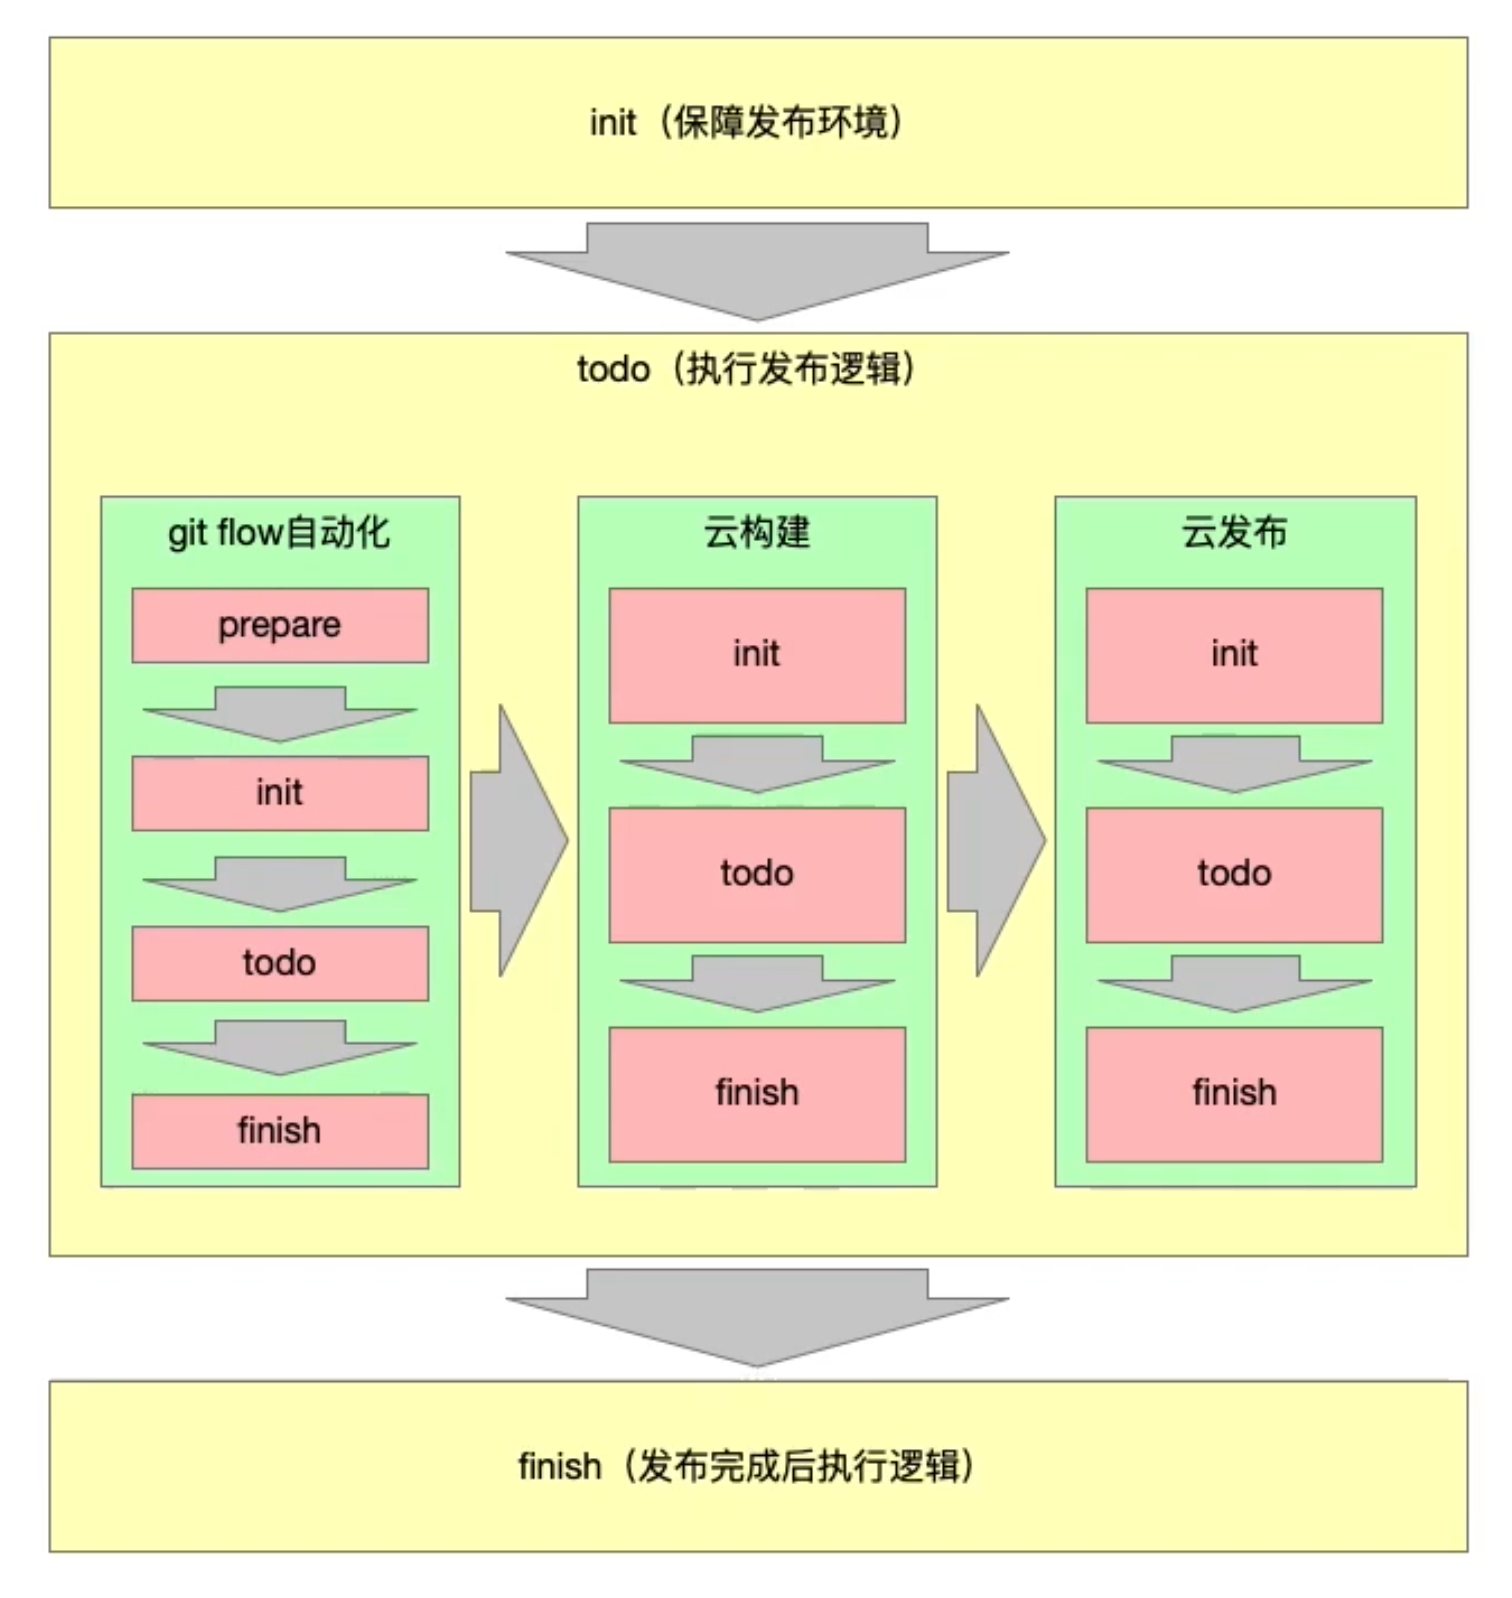 init（保障发布环境）
todo（执行发布逻辑）
git flow自动化
prepare
init
todo
finish
云构建
init
todo
finish
云发布
init
todo
finish
finish（发布完成后执行逻辑）